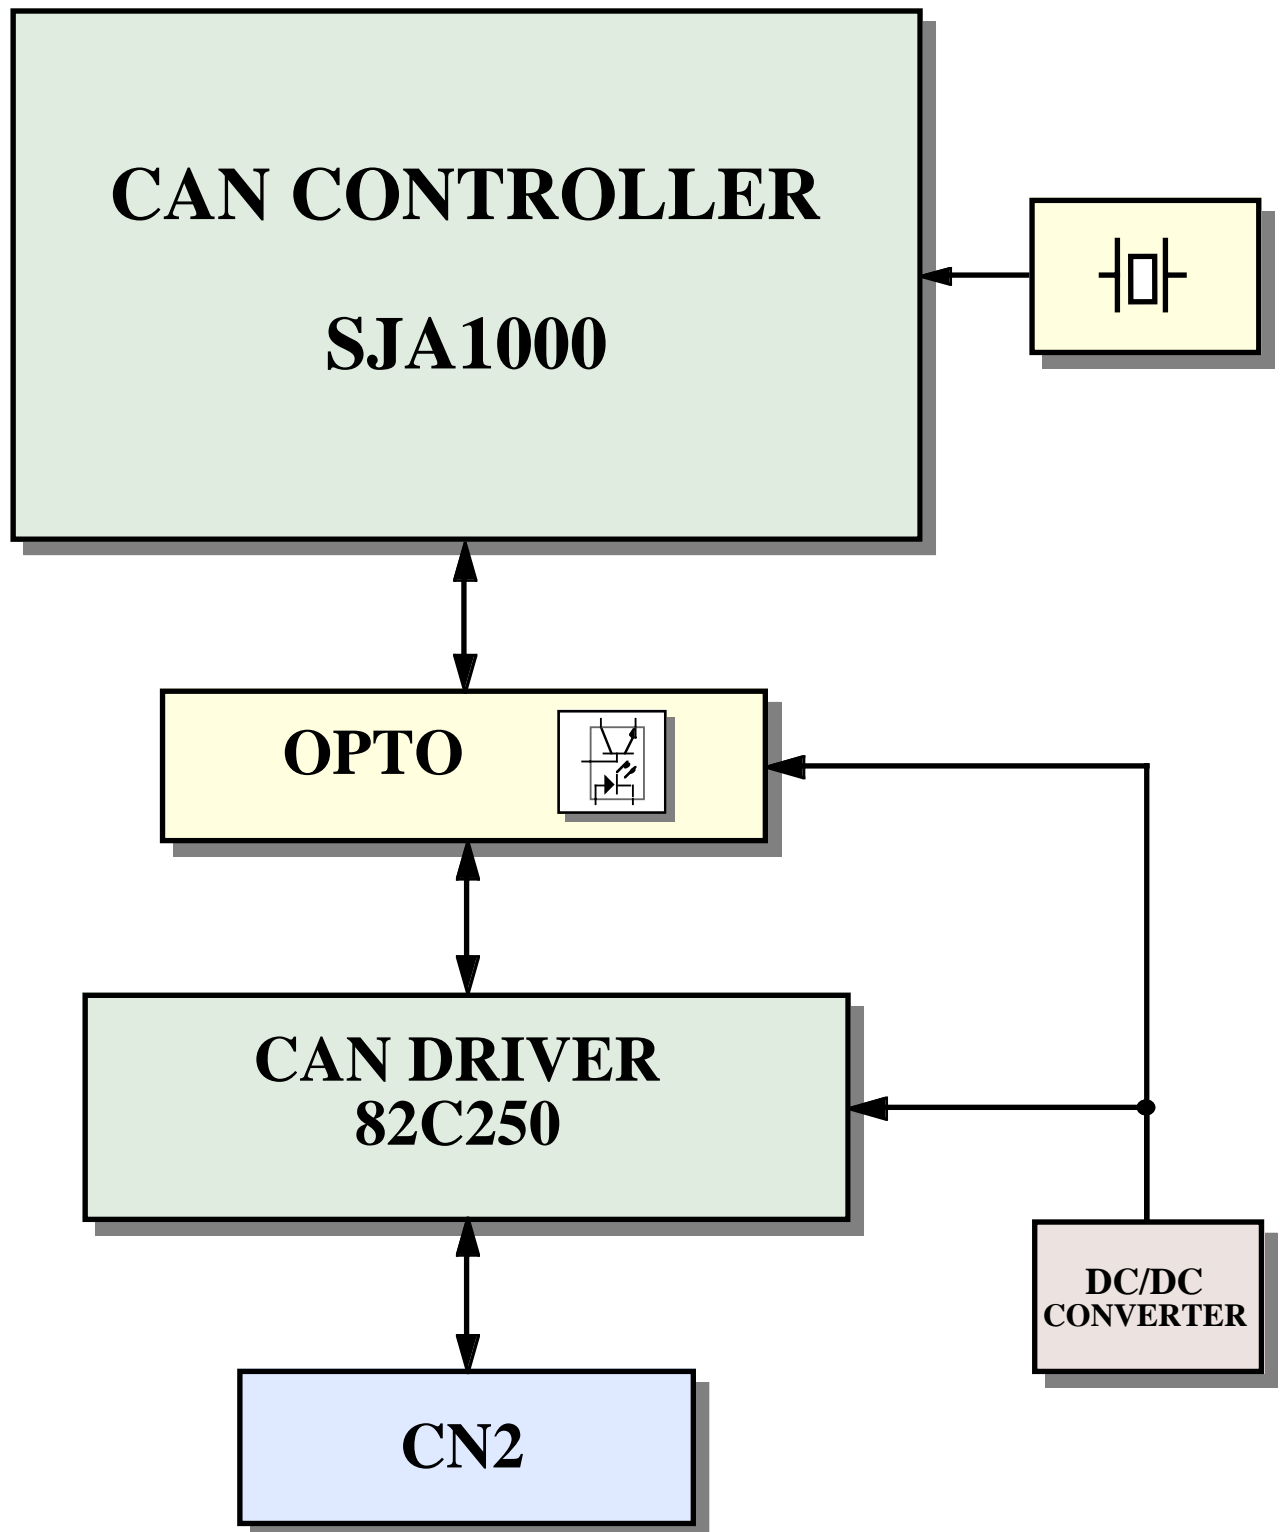 CAN CONTROLLER
SJA1000
OPTO
CAN DRIVER
82C250
DC/DC
CONVERTER
CN2